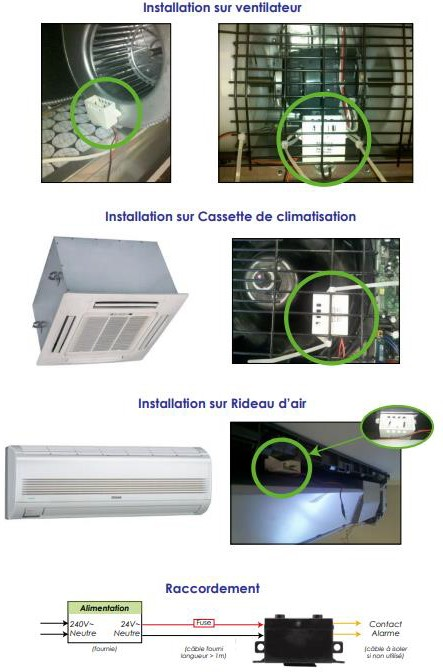 Installation sur ventilateur
Installation sur Cassette de climatisation
Installation sur Rideau d'air
Raccordement
Alimentation
240V~ 24V~ Fuse Contact
Neutre Neutre Alarme
(fournie) (câble fourni (câble à isoler
longueur > 1m) si non utilisé)